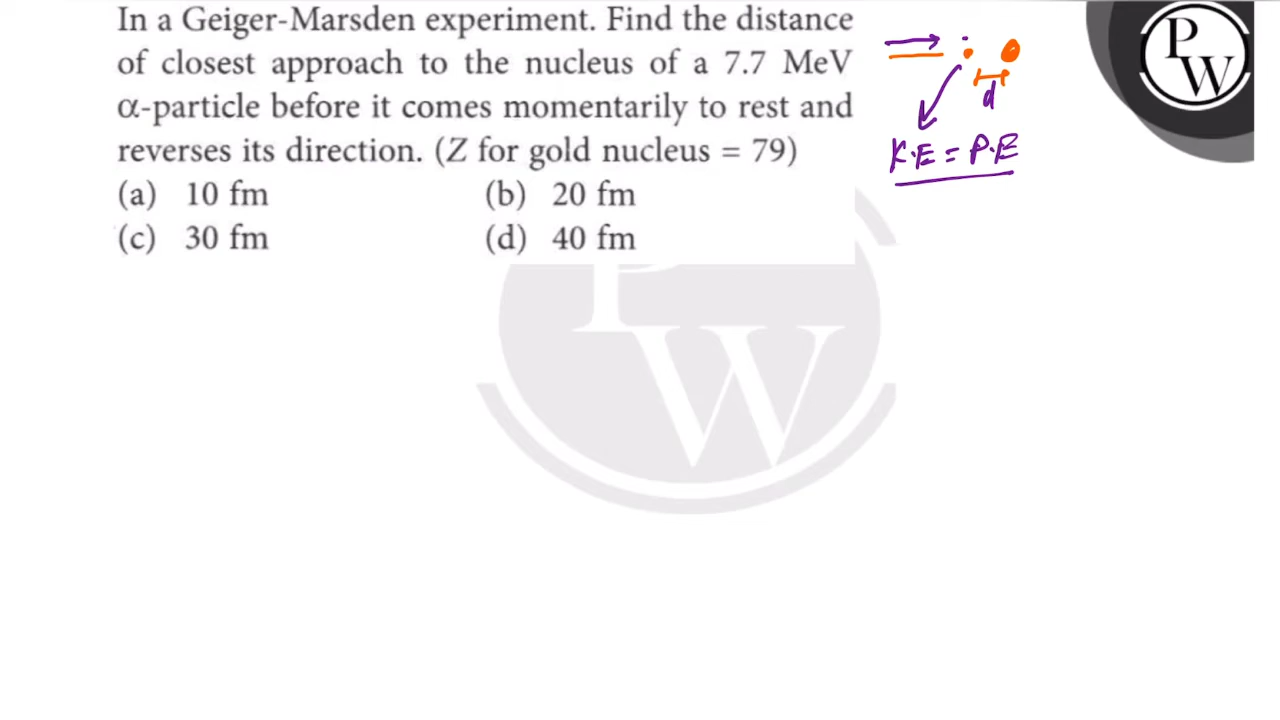 In a Geiger-Marsden experiment. Find the distance
of closest approach to the nucleus of a 7.7 MeV
α-particle before it comes momentarily to rest and
reverses its direction. (Z for gold nucleus = 79)
(a) 10 fm (b) 20 fm
(c) 30 fm (d) 40 fm
d
K.E = P.E
P
W
P
W